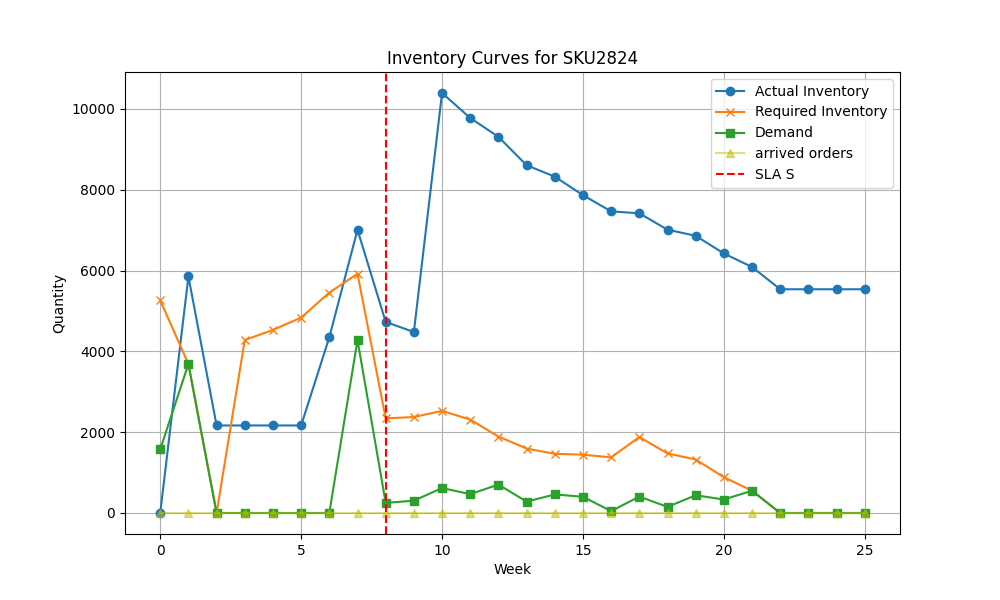 Inventory Curves for SKU2824
Actual Inventory
Required Inventory
Demand
arrived orders
SLA S
Quantity
10000
8000
6000
4000
2000
0
0 5 10 15 20 25
Week